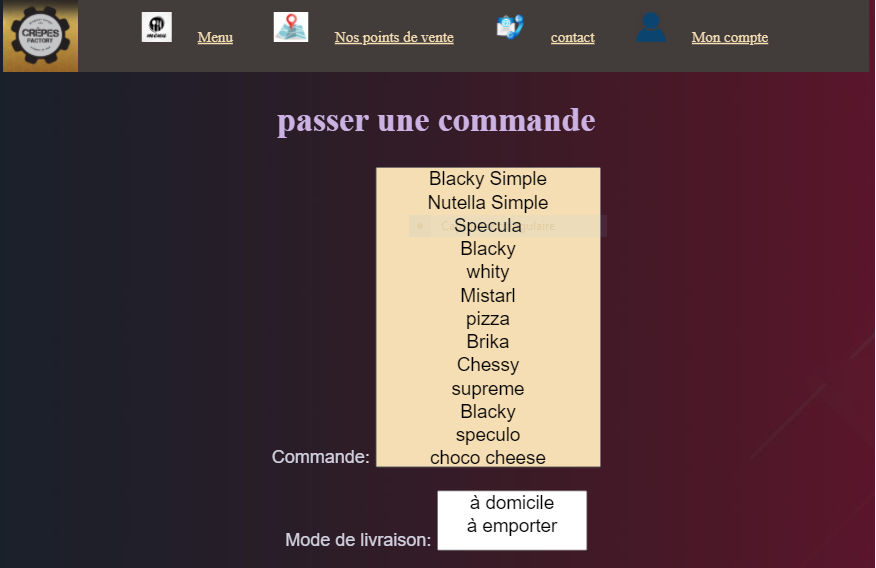 CRÊPES
FACTORY
menu
Menu
Nos points de vente
contact
Mon compte
passer une commande
Blacky Simple
Nutella Simple
Specula
Blacky
whity
Mistarl
pizza
Brika
Chessy
supreme
Blacky
speculo
choco cheese
Commande:
à domicile
à emporter
Mode de livraison: